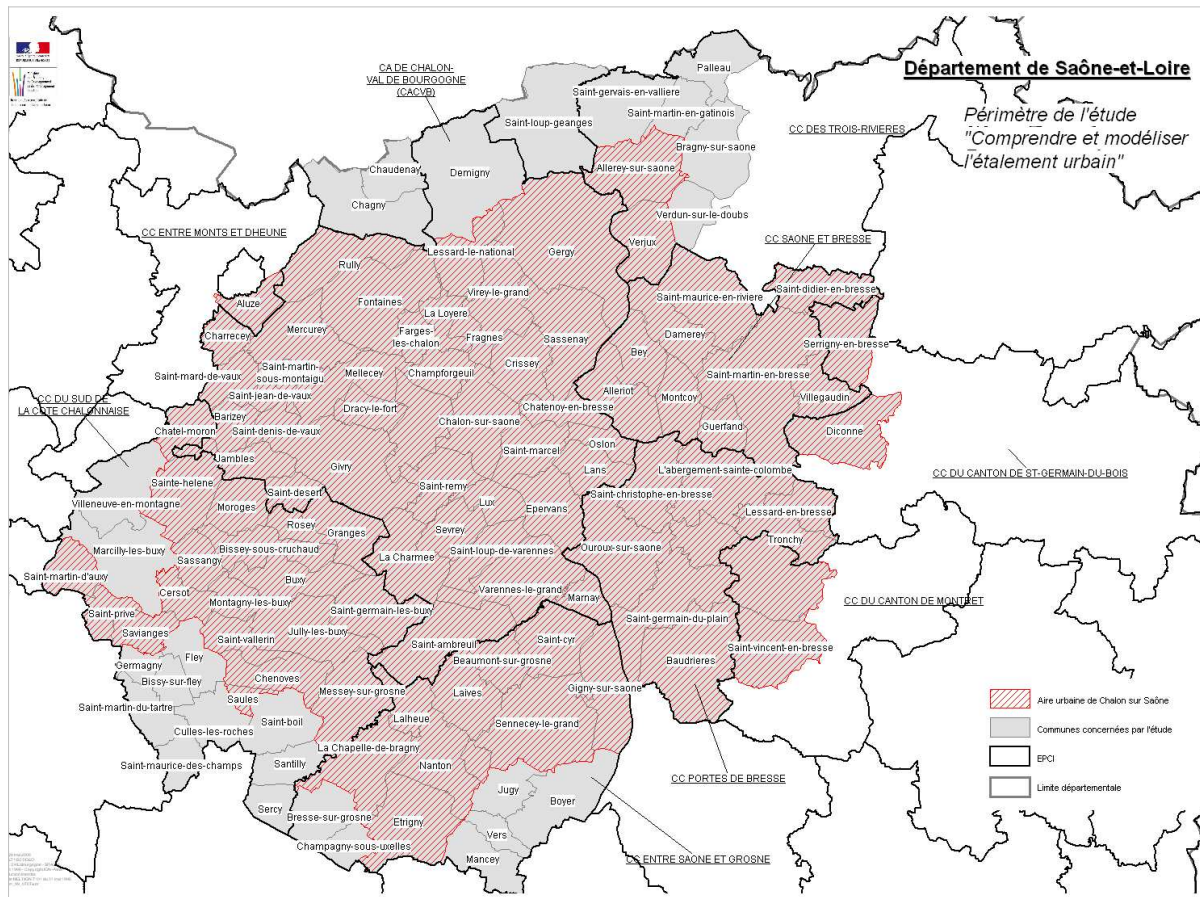 Département de Saône-et-Loire
Périmètre de l'étude
"Comprendre et modéliser
l'étalement urbain"
CA DE CHALON-
VAL DE BOURGOGNE
(CACVB)
Palleau
Saint-gervais-en-valliere
Saint-martin-en-gatinois
Saint-loup-geanges
CC DES TROIS-RIVIERES
Bragny-sur-saone
Chaudenay
Demigny
Allerey-sur-saone
Chagny
Verdun-sur-le-doubs
CC ENTRE MONTS ET DHEUNE
Verjux
CC SAONE ET BRESSE
Lessard-le-national
Gergy
Rully
Saint-didier-en-bresse
Virey-le-grand
Saint-maurice-en-riviere
Aluze
Fontaines
La Loyere
Charrecey
Mercurey
Farges-
les-chalon
Fragnes
Sassenay
Damerey
Serrigny-en-bresse
Bey
Crissey
Saint-mard-de-vaux
Saint-martin-
sous-montaigu
Mellecey
Champforgeuil
Saint-martin-en-bresse
CC DU SUD DE
LA COTE CHALONNAISE
Saint-jean-de-vaux
Alleriot
Montcoy
Villegaudin
Barizey
Dracy-le-fort
Chatenoy-en-bresse
Chalon-sur-saone
Guerfand
Diconne
Chatel-moron
Saint-denis-de-vaux
Oslon
Saint-marcel
Jambles
Givry
Lans
L'abergement-sainte-colombe
CC DU CANTON DE ST-GERMAIN-DU-BOIS
Sainte-helene
Saint-remy
Saint-desert
Saint-christophe-en-bresse
Villeneuve-en-montagne
Moroges
Lux
Epervans
Lessard-en-bresse
Rosey
Granges
Sevrey
Tronchy
Marcilly-les-buxy
Bissey-sous-cruchaud
Sassangy
La Charmee
Saint-loup-de-varennes
Ouroux-sur-saone
Saint-martin-d'auxy
Buxy
Cersot
Varennes-le-grand
Marnay
CC DU CANTON DE MONTRET
Montagny-les-buxy
Saint-germain-les-buxy
Saint-prive
Saint-germain-du-plain
Savianges
Saint-vallerin
Jully-les-buxy
Saint-ambreuil
Saint-cyr
Saint-vincent-en-bresse
Fley
Germagny
Beaumont-sur-grosne
Baudrieres
Bissy-sur-fley
Chenoves
Messey-sur-grosne
Laives
Gigny-sur-saone
Saint-martin-du-tartre
Saules
Saint-boil
Lalheue
Sennecey-le-grand
Culles-les-roches
La Chapelle-de-bragny
Saint-maurice-des-champs
Santilly
Nanton
CC PORTES DE BRESSE
Jugy
Boyer
Sercy
Bresse-sur-grosne
Etrigny
Vers
Champagny-sous-uxelles
Mancey
CC ENTRE SAONE ET GROSNE
Aire urbaine de Chalon sur Saône
Communes concernées par l'étude
EPCI
Limite départementale